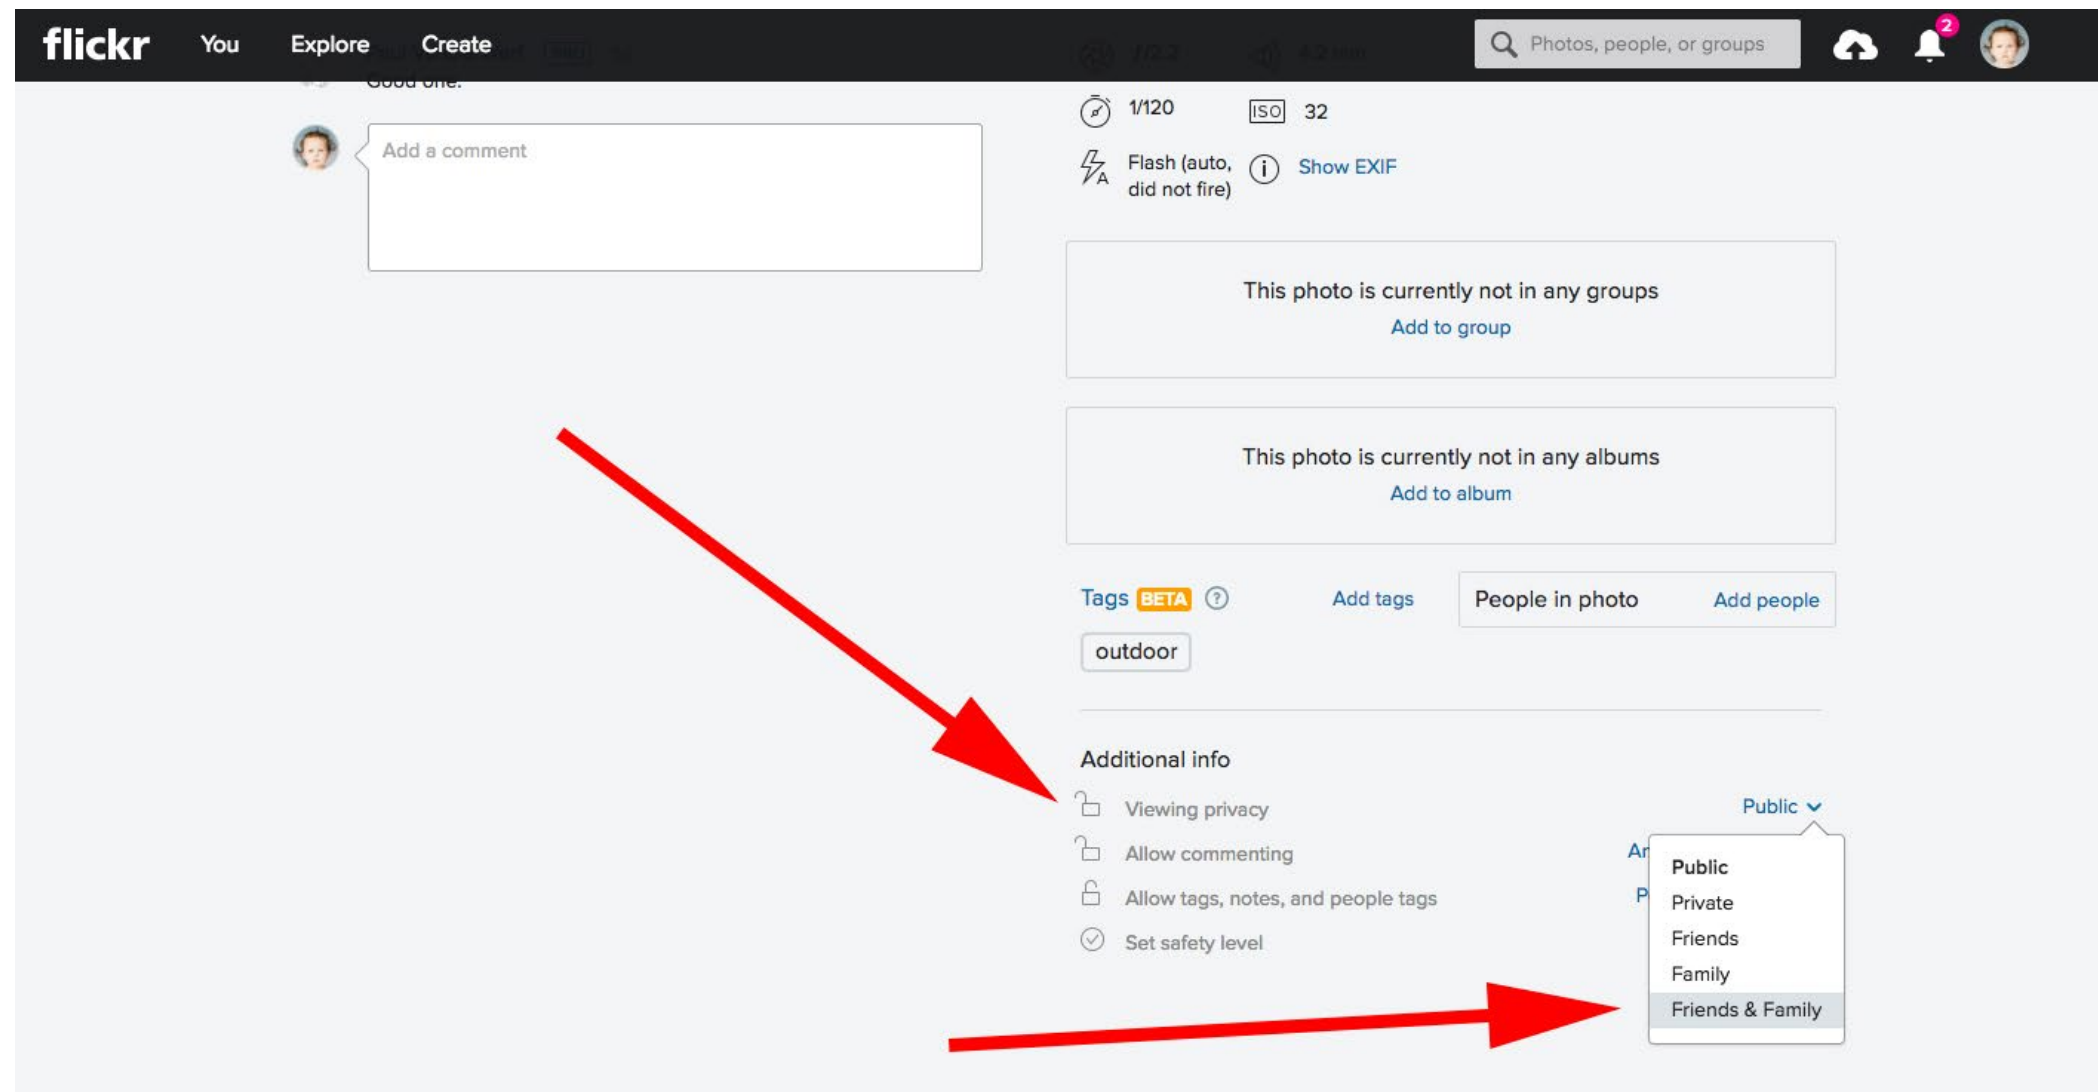 flickr You Explore Create
Photos, people, or groups
2
Good one.
Add a comment
1/120
ISO 32
Flash (auto,
did not fire)
Show EXIF
This photo is currently not in any groups
Add to group
This photo is currently not in any albums
Add to album
Tags BETA ? Add tags
People in photo Add people
outdoor
Additional info
Viewing privacy Public
Allow commenting
Allow tags, notes, and people tags
Set safety level
Public
Private
Friends
Family
Friends & Family